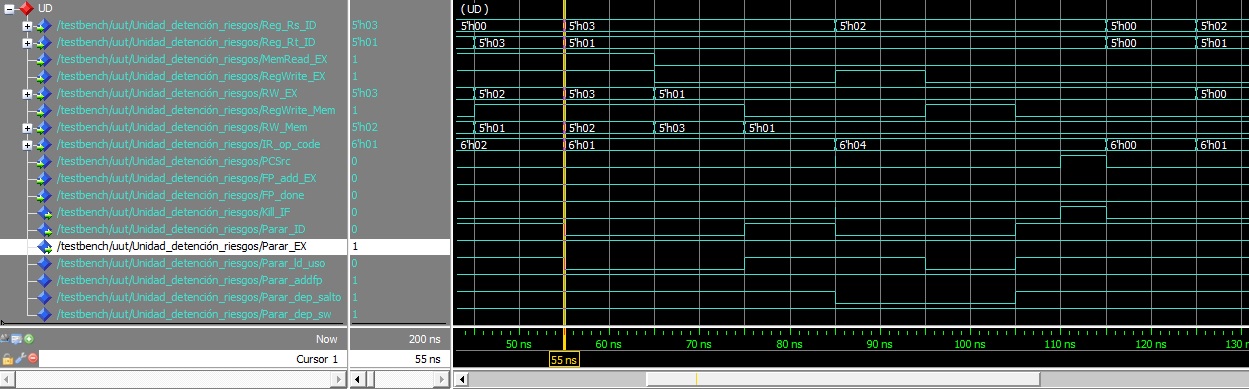 UD (UD)
/testbench/uut/Unidad_detención_riesgos/Reg_Rs_ID 5'h03 5'h00 5'h03 5'h02 5'h00 5'h02
/testbench/uut/Unidad_detención_riesgos/Reg_Rt_ID 5'h01 5'h03 5'h01 5'h00 5'h01
/testbench/uut/Unidad_detención_riesgos/MemRead_EX 1
/testbench/uut/Unidad_detención_riesgos/RegWrite_EX 1
/testbench/uut/Unidad_detención_riesgos/RW_EX 5'h03 5'h02 5'h03 5'h01 5'h00
/testbench/uut/Unidad_detención_riesgos/RegWrite_Mem 1
/testbench/uut/Unidad_detención_riesgos/RW_Mem 5'h02 5'h01 5'h02 5'h03 5'h01
/testbench/uut/Unidad_detención_riesgos/IR_op_code 6'h01 6'h02 6'h01 6'h04 6'h00 6'h01
/testbench/uut/Unidad_detención_riesgos/PCSrc 0
/testbench/uut/Unidad_detención_riesgos/FP_add_EX 0
/testbench/uut/Unidad_detención_riesgos/FP_done 0
/testbench/uut/Unidad_detención_riesgos/Kill_IF 0
/testbench/uut/Unidad_detención_riesgos/Parar_ID 0
/testbench/uut/Unidad_detención_riesgos/Parar_EX 1
/testbench/uut/Unidad_detención_riesgos/Parar_ld_uso 0
/testbench/uut/Unidad_detención_riesgos/Parar_addfp 1
/testbench/uut/Unidad_detención_riesgos/Parar_dep_salto 1
/testbench/uut/Unidad_detención_riesgos/Parar_dep_sw 1
Now 200 ns 50 ns 60 ns 70 ns 80 ns 90 ns 100 ns 110 ns 120 ns 130 n
Cursor 1 55 ns 55 ns